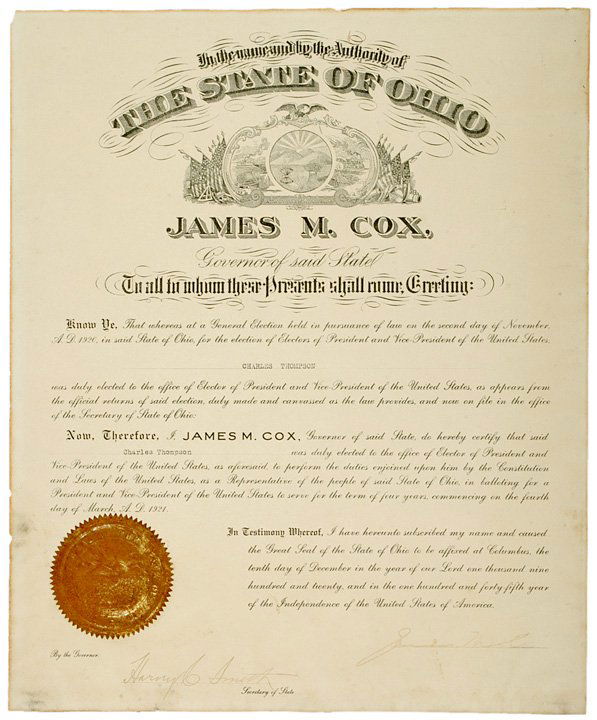 In the name and by the Authority of
THE STATE OF OHIO
JAMES M. COX,
Governor of said State
To all to whom these Presents shall come, Greeting:
Know Ye, That whereas at a General Election held in pursuance of law on the second day of November,
A. D. 1920, in said State of Ohio, for the election of Electors of President and Vice-President of the United States,
CHARLES THOMPSON
was duly elected to the office of Elector of President and Vice-President of the United States, as appears from
the official returns of said election, duly made and canvassed as the law provides, and now on file in the office
of the Secretary of State of Ohio:
Now, Therefore, I, JAMES M. COX, Governor of said State, do hereby certify that said
Charles Thompson was duly elected to the office of Elector of President and
Vice-President of the United States, as aforesaid, to perform the duties enjoined upon him by the Constitution
and Laws of the United States, as a Representative of the people of said State of Ohio, in balloting for a
President and Vice-President of the United States to serve for the term of four years, commencing on the fourth
day of March, A. D. 1921.
In Testimony Whereof, I have hereunto subscribed my name and caused
the Great Seal of the State of Ohio to be affixed at Columbus, the
tenth day of December in the year of our Lord one thousand nine
hundred and twenty, and in the one hundred and forty-fifth year
of the Independence of the United States of America.
By the Governor:
Harvey C Smith
Secretary of State